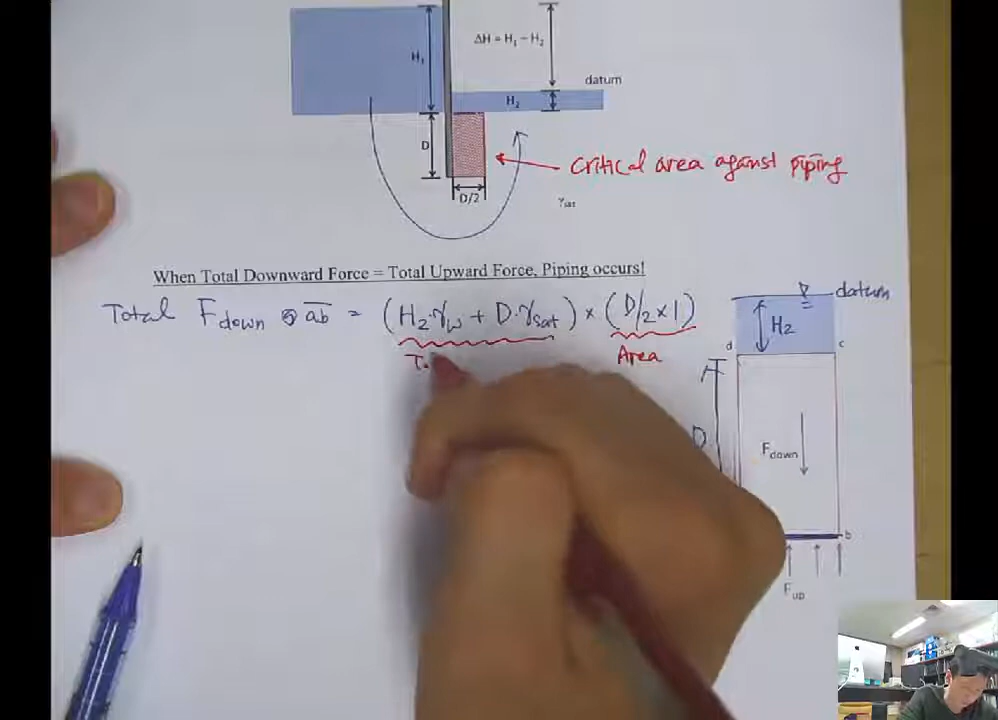 ΔH = H₁ − H₂
H₁
datum
H₂
D
Critical area against piping
D/2
γsat
When Total Downward Force = Total Upward Force, Piping occurs!
Total Fdown @ ab = (H₂·γw + D·γsat) × (D/2 × 1)
datum
H₂
d
c
Area
D
Fdown
b
Fup